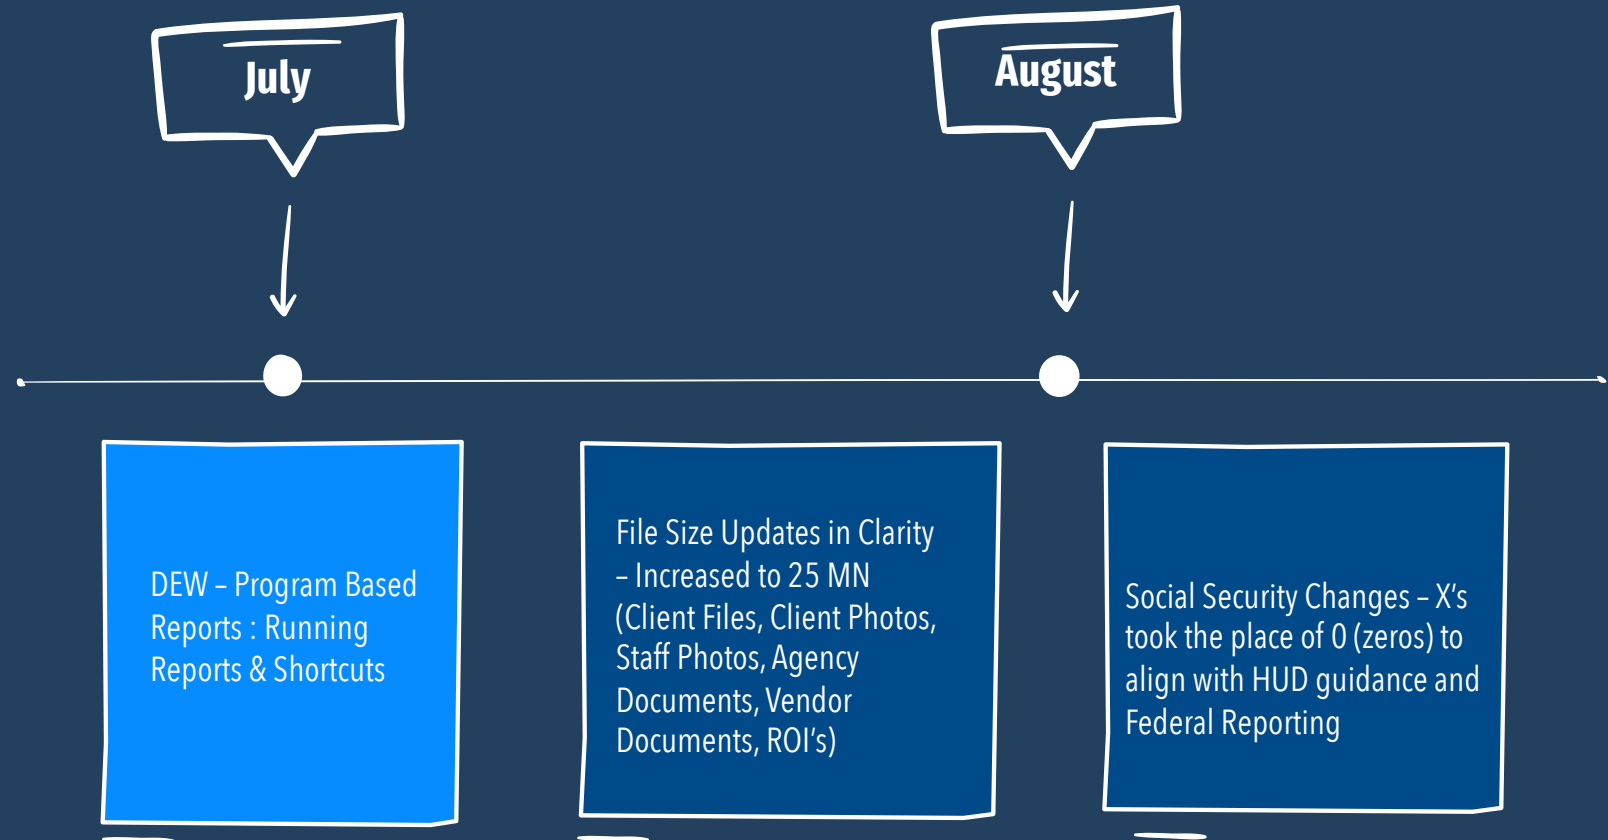 July
August
DEW – Program Based
Reports : Running
Reports & Shortcuts
File Size Updates in Clarity
– Increased to 25 MN
(Client Files, Client Photos,
Staff Photos, Agency
Documents, Vendor
Documents, ROI's)
Social Security Changes – X's
took the place of 0 (zeros) to
align with HUD guidance and
Federal Reporting